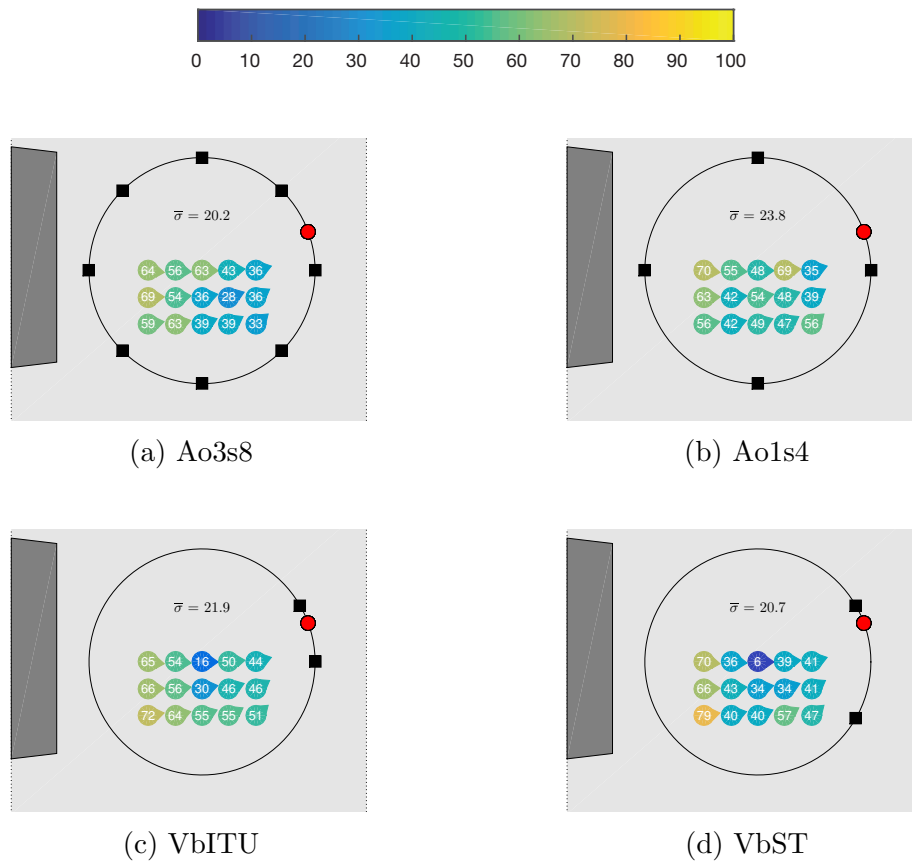 0 10 20 30 40 50 60 70 80 90 100
σ̅ = 20.2
64 56 63 43 36
69 54 36 28 36
59 63 39 39 33
(a) Ao3s8
σ̅ = 23.8
70 55 48 69 35
63 42 54 48 39
56 42 49 47 56
(b) Ao1s4
σ̅ = 21.9
65 54 16 50 44
66 56 30 46 46
72 64 55 55 51
(c) VbITU
σ̅ = 20.7
70 36 6 39 41
66 43 34 34 41
79 40 40 57 47
(d) VbST